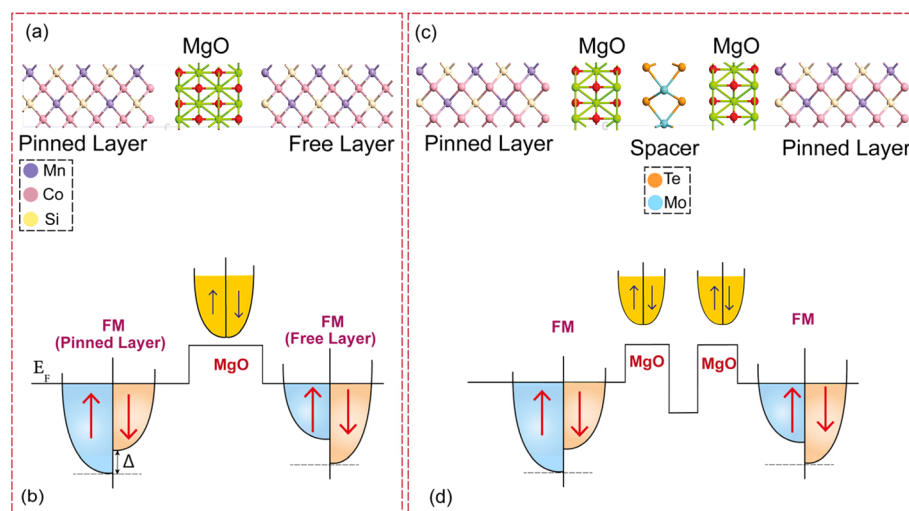 (a)
MgO
Pinned Layer
Free Layer
Mn
Co
Si
FM
(Pinned Layer)
MgO
FM
(Free Layer)
E_F
Δ
(b)
(c)
MgO
MgO
Pinned Layer
Spacer
Pinned Layer
Te
Mo
FM
MgO
MgO
FM
(d)